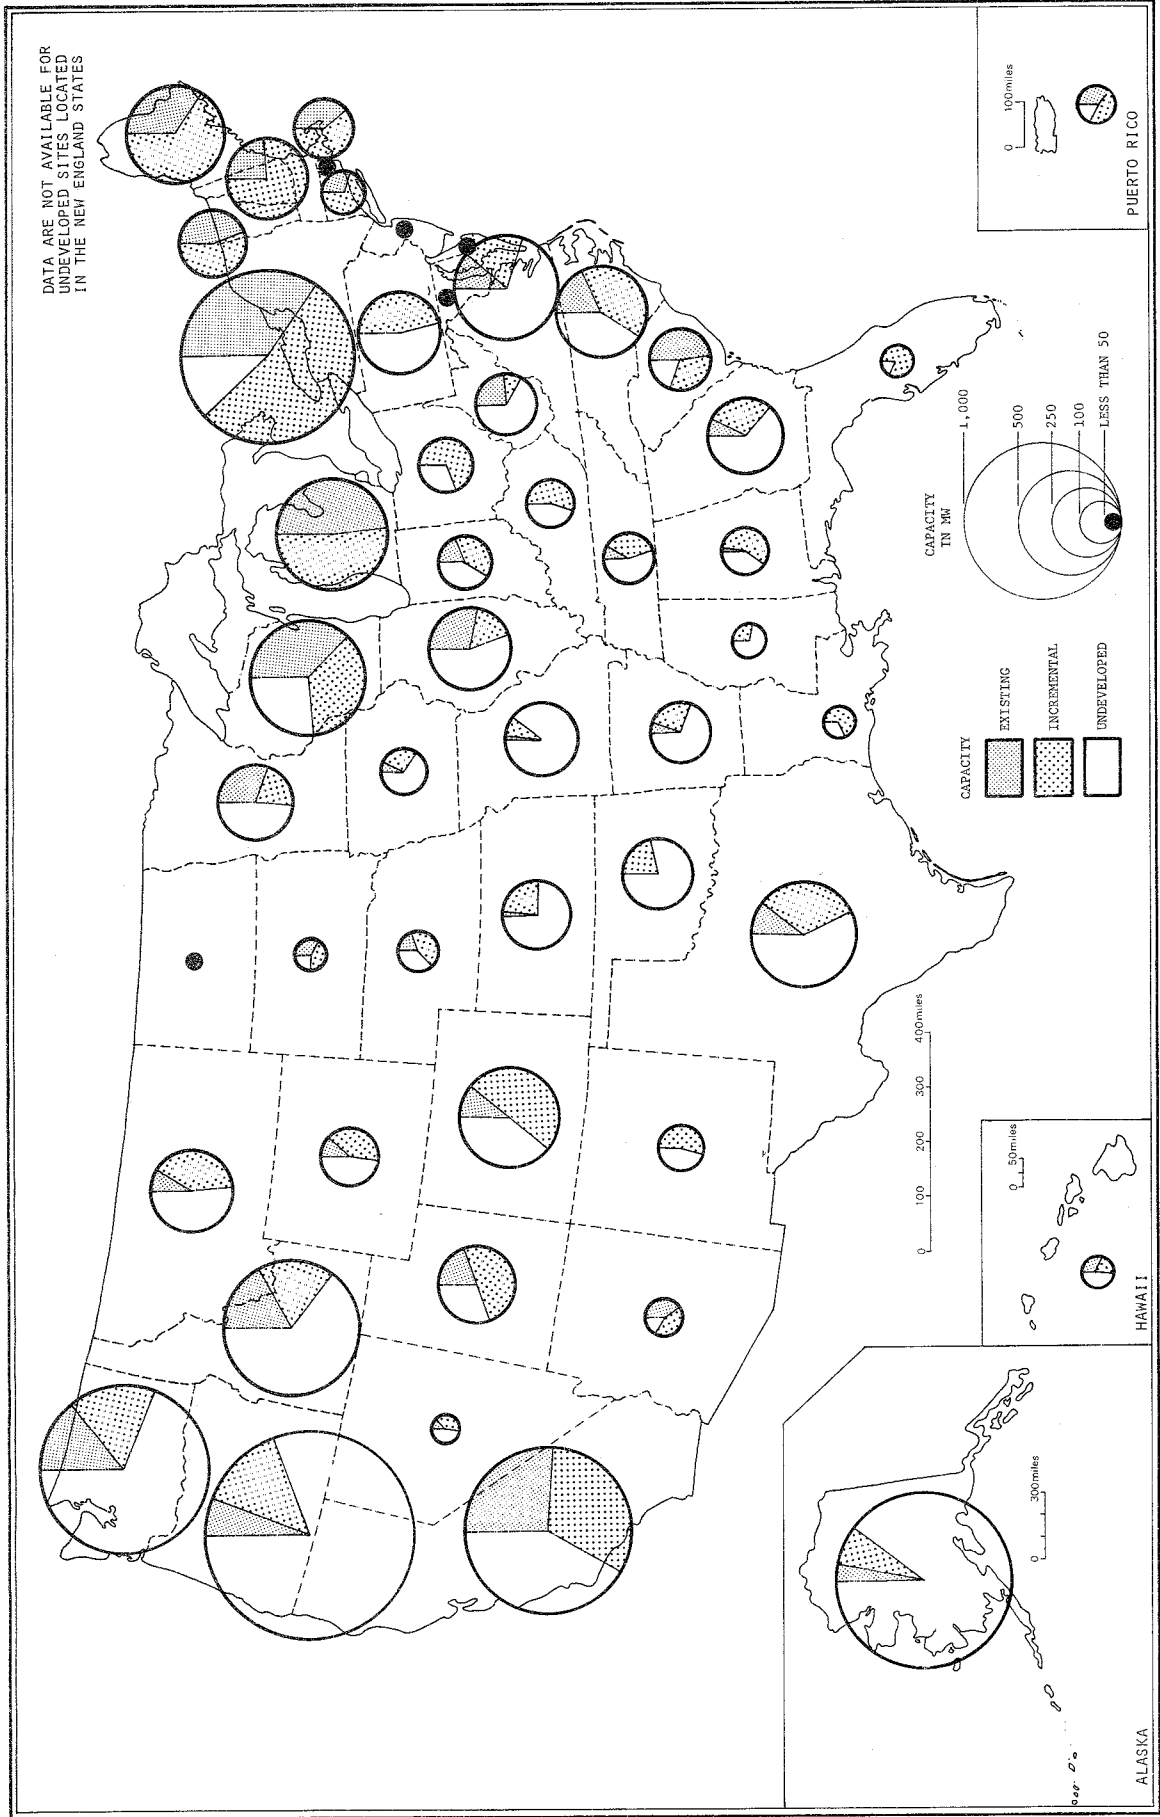 DATA ARE NOT AVAILABLE FOR
UNDEVELOPED SITES LOCATED
IN THE NEW ENGLAND STATES
0 100miles
PUERTO RICO
CAPACITY
IN MW
1,000
500
250
100
LESS THAN 50
CAPACITY
EXISTING
INCREMENTAL
UNDEVELOPED
0 100 200 300 400miles
0 50miles
HAWAII
0 300miles
ALASKA